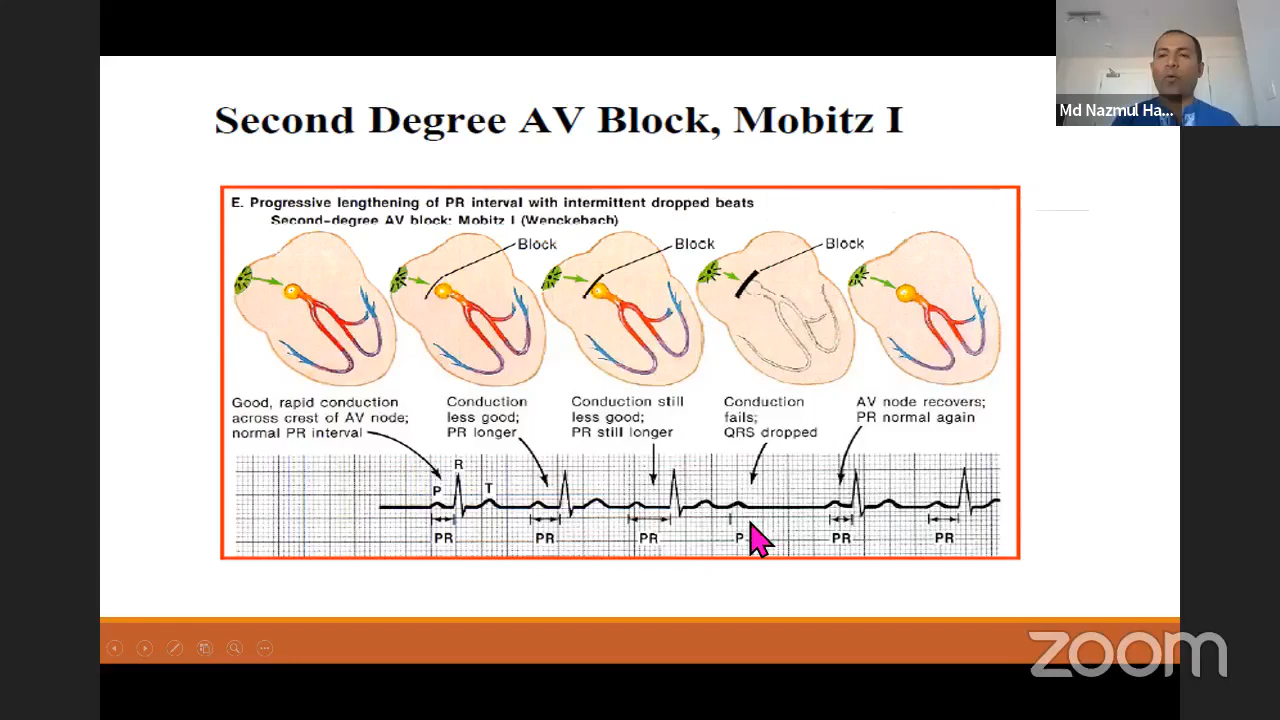 Second Degree AV Block, Mobitz I
Md Nazmul Ha...
E. Progressive lengthening of PR interval with intermittent dropped beats
Second-degree AV block: Mobitz I (Wenckebach)
Block
Block
Block
Good, rapid conduction
across crest of AV node;
normal PR interval
Conduction
less good;
PR longer
Conduction still
less good;
PR still longer
Conduction
fails;
QRS dropped
AV node recovers;
PR normal again
R
P
T
PR
PR
PR
P
PR
PR
zoom